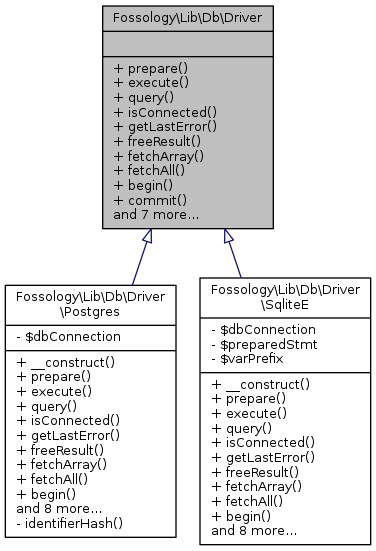 Fossology\Lib\Db\Driver
+ prepare()
+ execute()
+ query()
+ isConnected()
+ getLastError()
+ freeResult()
+ fetchArray()
+ fetchAll()
+ begin()
+ commit()
and 7 more...
Fossology\Lib\Db\Driver
\Postgres
- $dbConnection
+ __construct()
+ prepare()
+ execute()
+ query()
+ isConnected()
+ getLastError()
+ freeResult()
+ fetchArray()
+ fetchAll()
+ begin()
and 8 more...
- identifierHash()
Fossology\Lib\Db\Driver
\SqliteE
- $dbConnection
- $preparedStmt
- $varPrefix
+ __construct()
+ prepare()
+ execute()
+ query()
+ isConnected()
+ getLastError()
+ freeResult()
+ fetchArray()
+ fetchAll()
+ begin()
and 8 more...